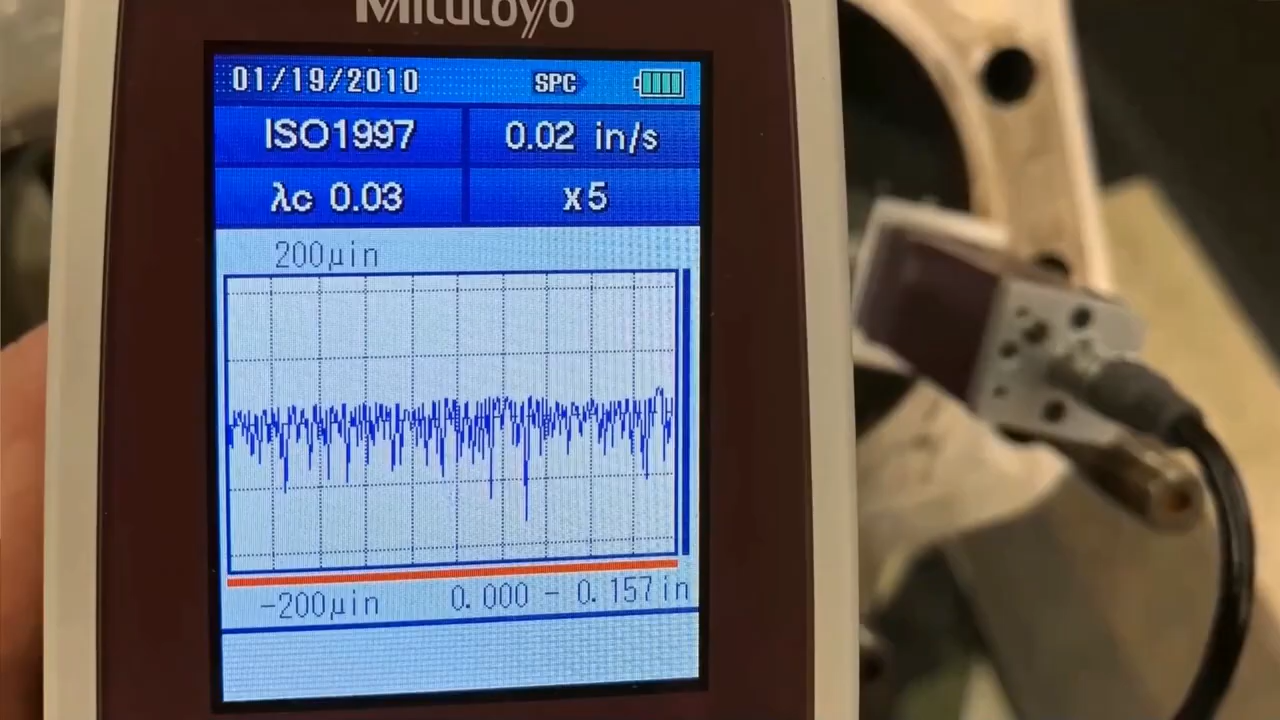 Mitutoyo
01/19/2010 SPC
ISO1997 0.02 in/s
λc 0.03 x5
200μin
-200μin 0.000 - 0.157in